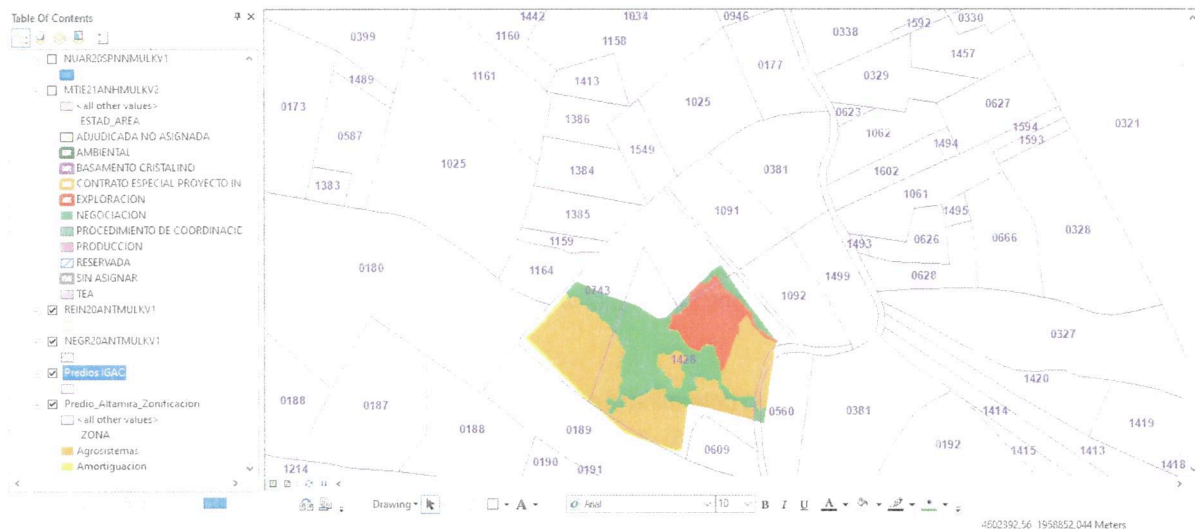 Table Of Contents
NUAR20SPNNMULKV1
MTIE21ANHMULKV2
<all other values>
ESTAD_AREA
ADJUDICADA NO ASIGNADA
AMBIENTAL
BASAMENTO CRISTALINO
CONTRATO ESPECIAL PROYECTO IN
EXPLORACION
NEGOCIACION
PROCEDIMIENTO DE COORDINACIC
PRODUCCION
RESERVADA
SIN ASIGNAR
TEA
REIN20ANTMULKV1
NEGR20ANTMULKV1
Predios IGAC
Predio_Altamira_Zonificacion
<all other values>
ZONA
Agrosistemas
Amortiguacion
1442 1034 0946 1592 0330
0399 1160 1158 0338
1457
1489 1161 1413 0177 0329
0173 1025 0627
1386 0623 0321
0587 1062 1594
1549 1494 1593
1025 1384 0381 1602
1383 1061
1385 1091 1495
1159 1493 0626 0666 0328
0180 1164 1499 0628
0743 1092
0327
1428 1420
0188 0187 0560 0381 1414
0188 0189 1419
0192 1415 1413
0609
1214 0190 0191 1418
Drawing
A
Arial
10
B I U A
4602392,56 1958852,044 Meters